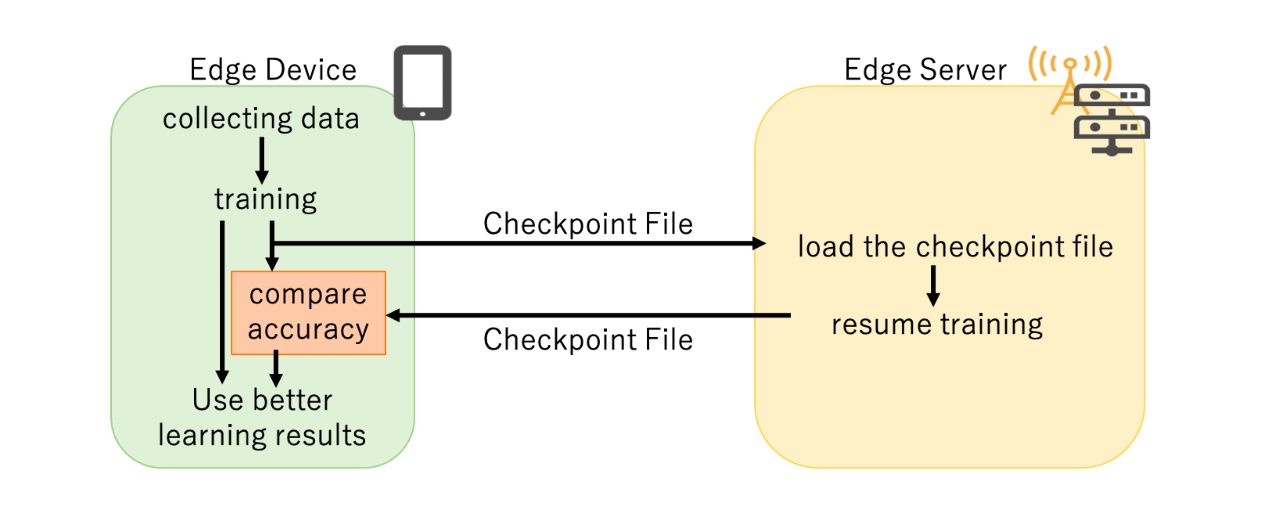 Edge Device
collecting data
training
compare
accuracy
Use better
learning results
Checkpoint File
Checkpoint File
Edge Server
load the checkpoint file
resume training